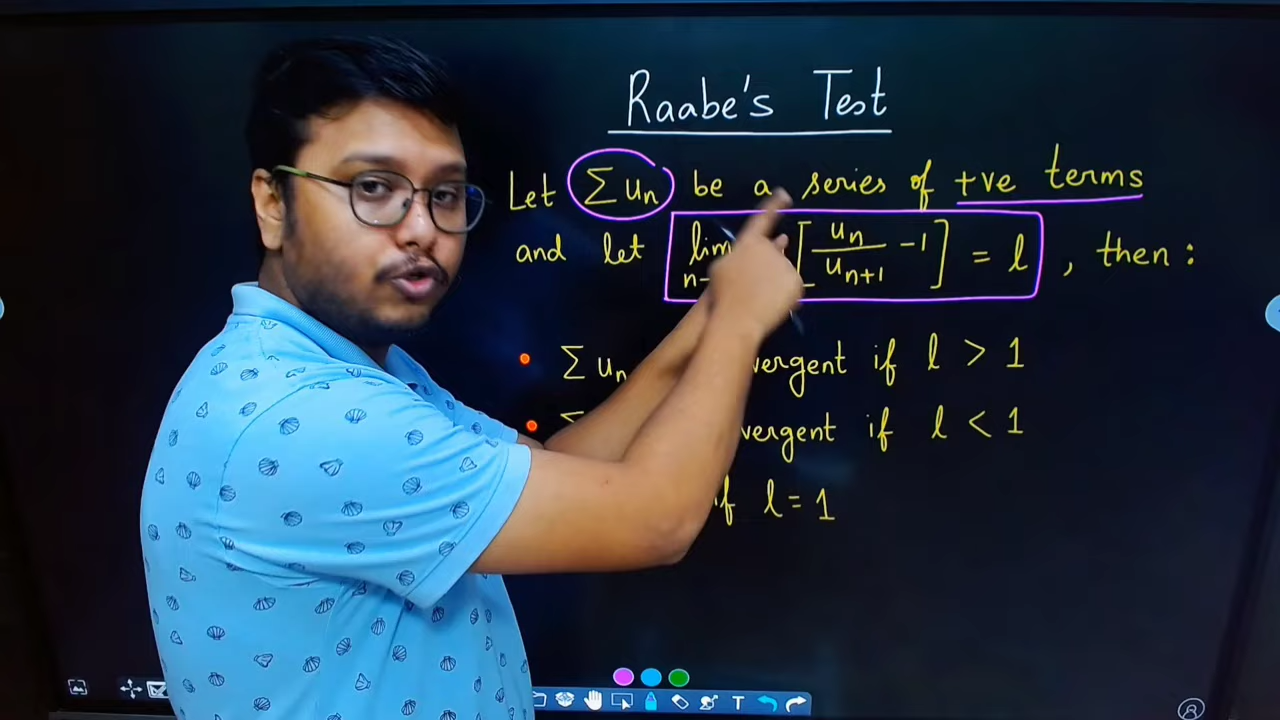 Raabe's Test
Let Σ uₙ be a series of +ve terms
and let lim [uₙ/uₙ₊₁ −1] = l , then :
• Σ uₙ vergent if l > 1
• vergent if l < 1
if l = 1
T